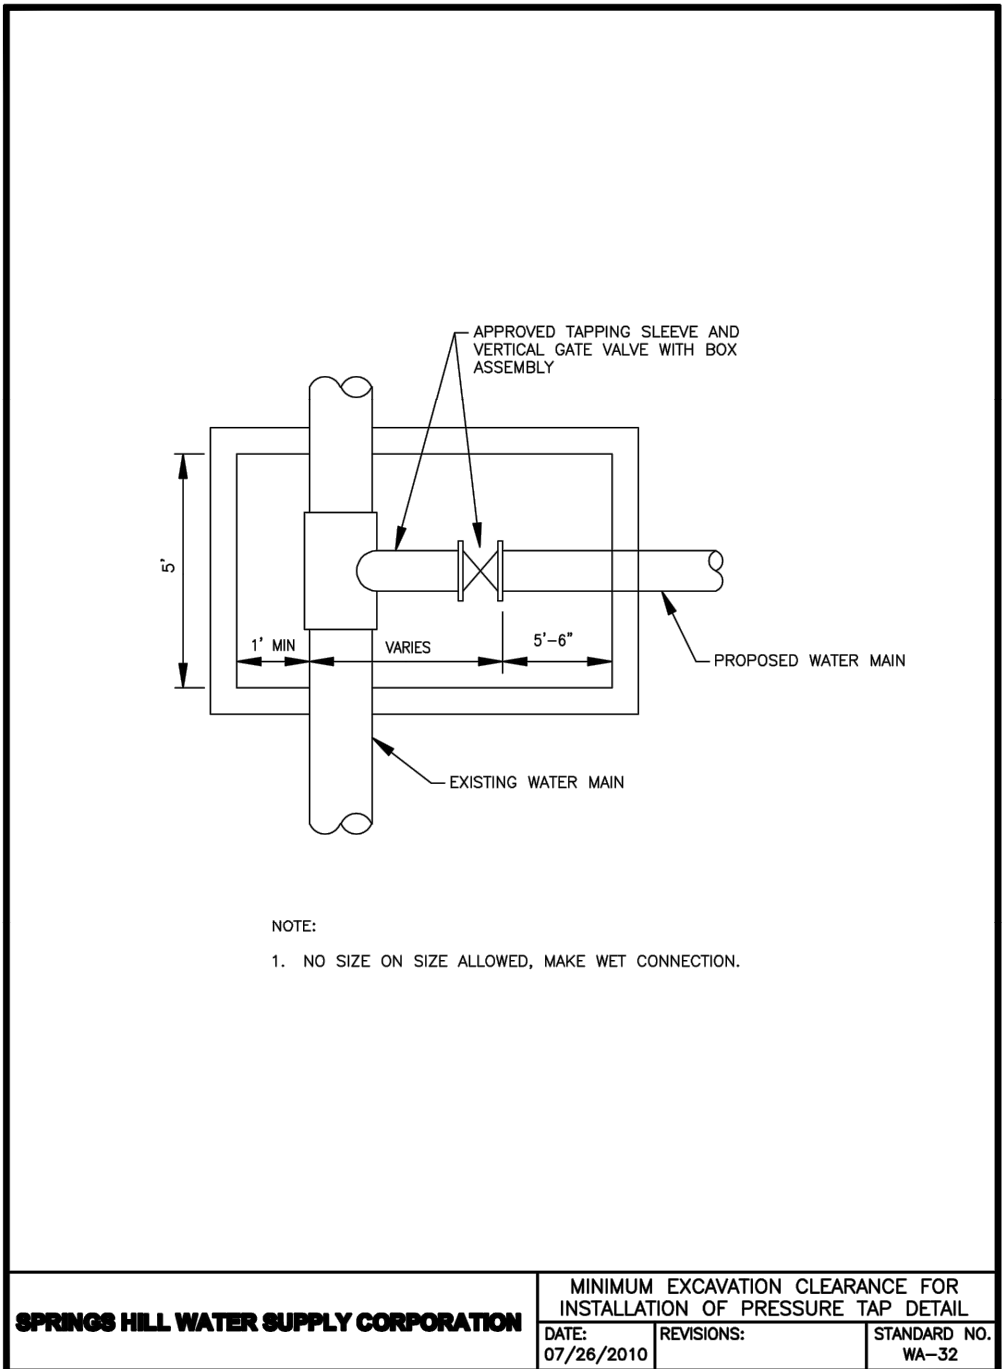 APPROVED TAPPING SLEEVE AND
VERTICAL GATE VALVE WITH BOX
ASSEMBLY
5'
1' MIN
VARIES
5'-6"
PROPOSED WATER MAIN
EXISTING WATER MAIN
NOTE:
1. NO SIZE ON SIZE ALLOWED, MAKE WET CONNECTION.
SPRINGS HILL WATER SUPPLY CORPORATION
MINIMUM EXCAVATION CLEARANCE FOR
INSTALLATION OF PRESSURE TAP DETAIL
DATE:
07/26/2010
REVISIONS:
STANDARD NO.
WA-32